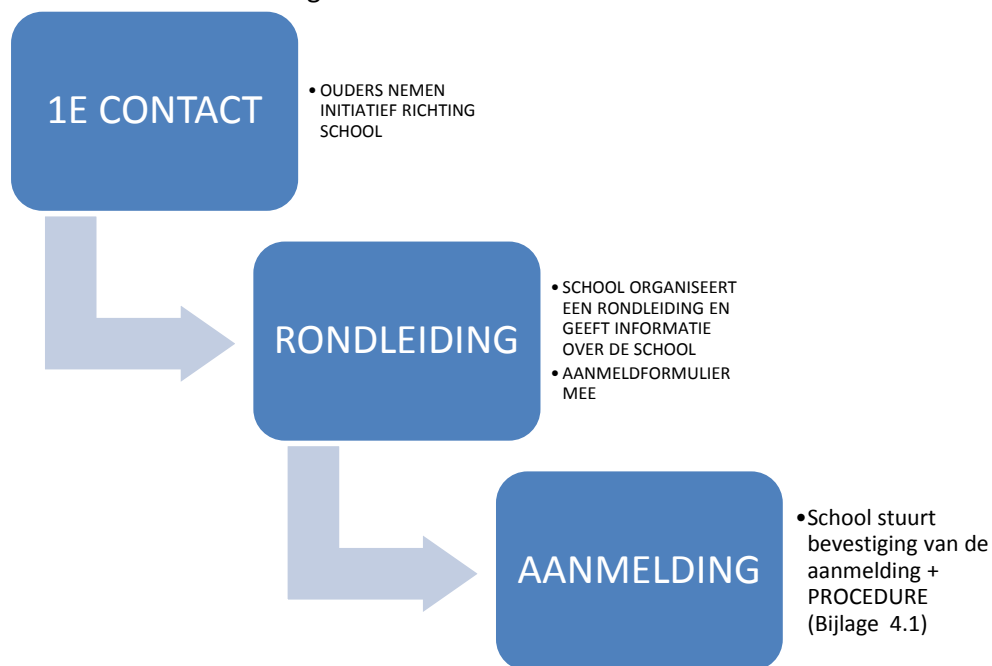 1E CONTACT
• OUDERS NEMEN
INITIATIEF RICHTING
SCHOOL
RONDLEIDING
• SCHOOL ORGANISEERT
EEN RONDLEIDING EN
GEEFT INFORMATIE
OVER DE SCHOOL
• AANMELDFORMULIER
MEE
AANMELDING
•School stuurt
bevestiging van de
aanmelding +
PROCEDURE
(Bijlage 4.1)